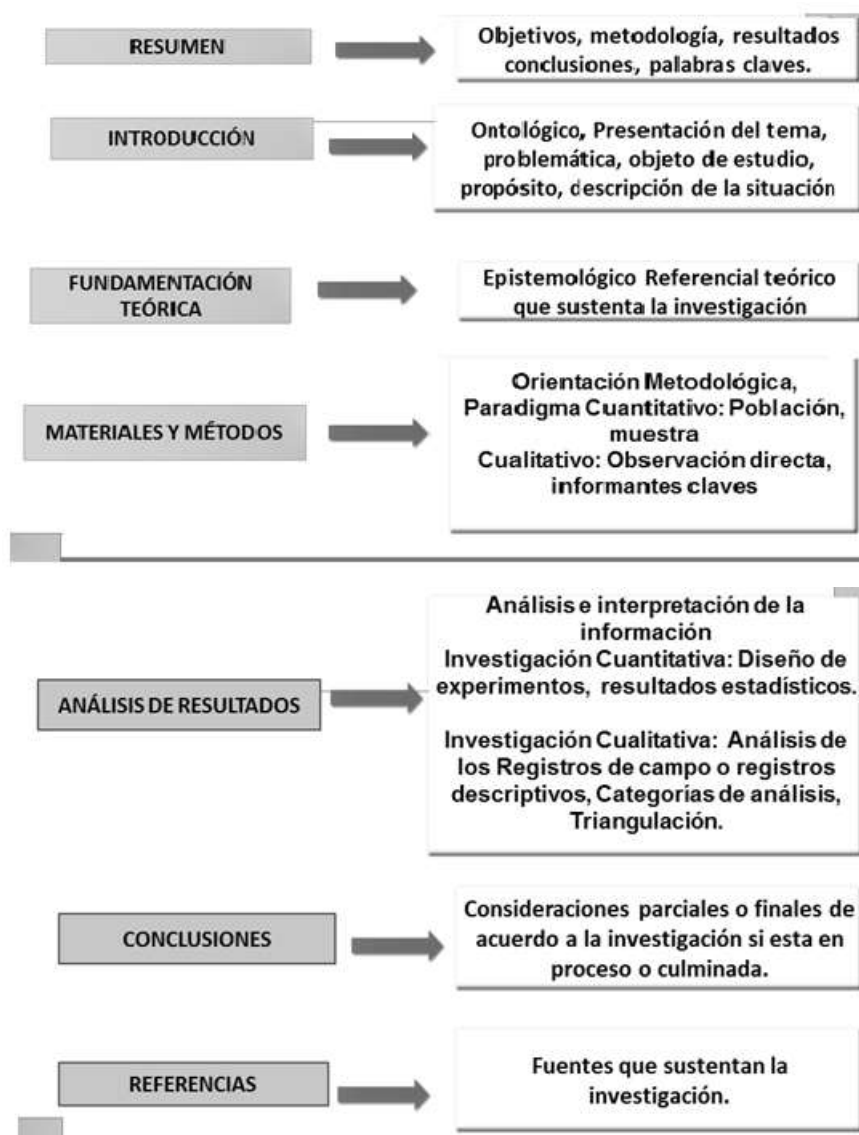 RESUMEN
Objetivos, metodología, resultados
conclusiones, palabras claves.
INTRODUCCIÓN
Ontológico, Presentación del tema,
problemática, objeto de estudio,
propósito, descripción de la situación
FUNDAMENTACIÓN
TEÓRICA
Epistemológico Referencial teórico
que sustenta la investigación
MATERIALES Y MÉTODOS
Orientación Metodológica,
Paradigma Cuantitativo: Población,
muestra
Cualitativo: Observación directa,
informantes claves
ANÁLISIS DE RESULTADOS
Análisis e interpretación de la
información
Investigación Cuantitativa: Diseño de
experimentos, resultados estadísticos.
Investigación Cualitativa: Análisis de
los Registros de campo o registros
descriptivos, Categorías de análisis,
Triangulación.
CONCLUSIONES
Consideraciones parciales o finales de
acuerdo a la investigación si esta en
proceso o culminada.
REFERENCIAS
Fuentes que sustentan la
investigación.